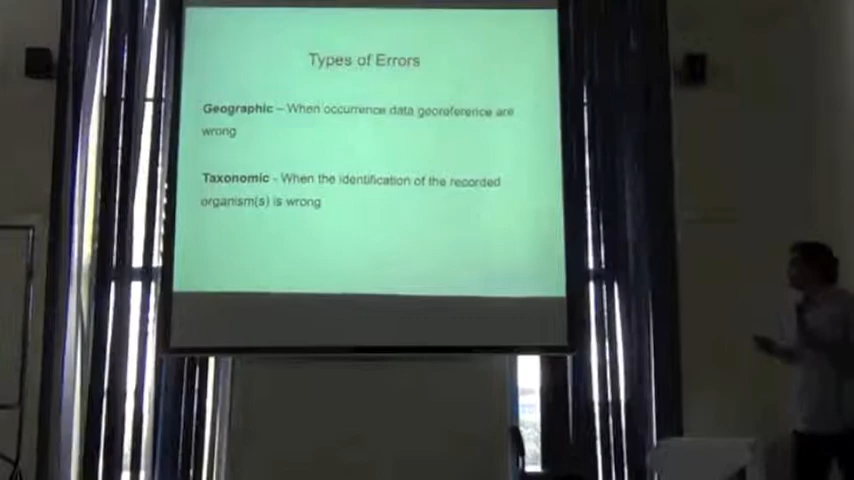 Types of Errors
Geographic – When occurrence data georeference are
wrong
Taxonomic - When the identification of the recorded
organism(s) is wrong